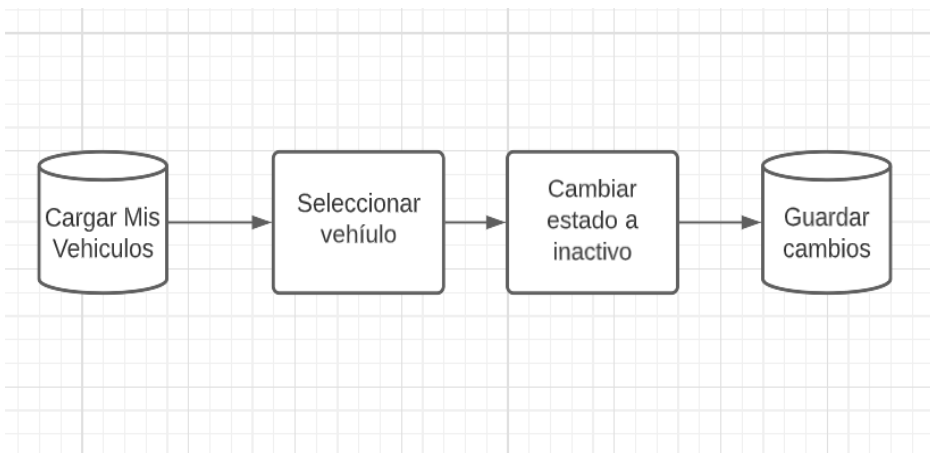 Cargar Mis
Vehiculos
Seleccionar
vehíulo
Cambiar
estado a
inactivo
Guardar
cambios